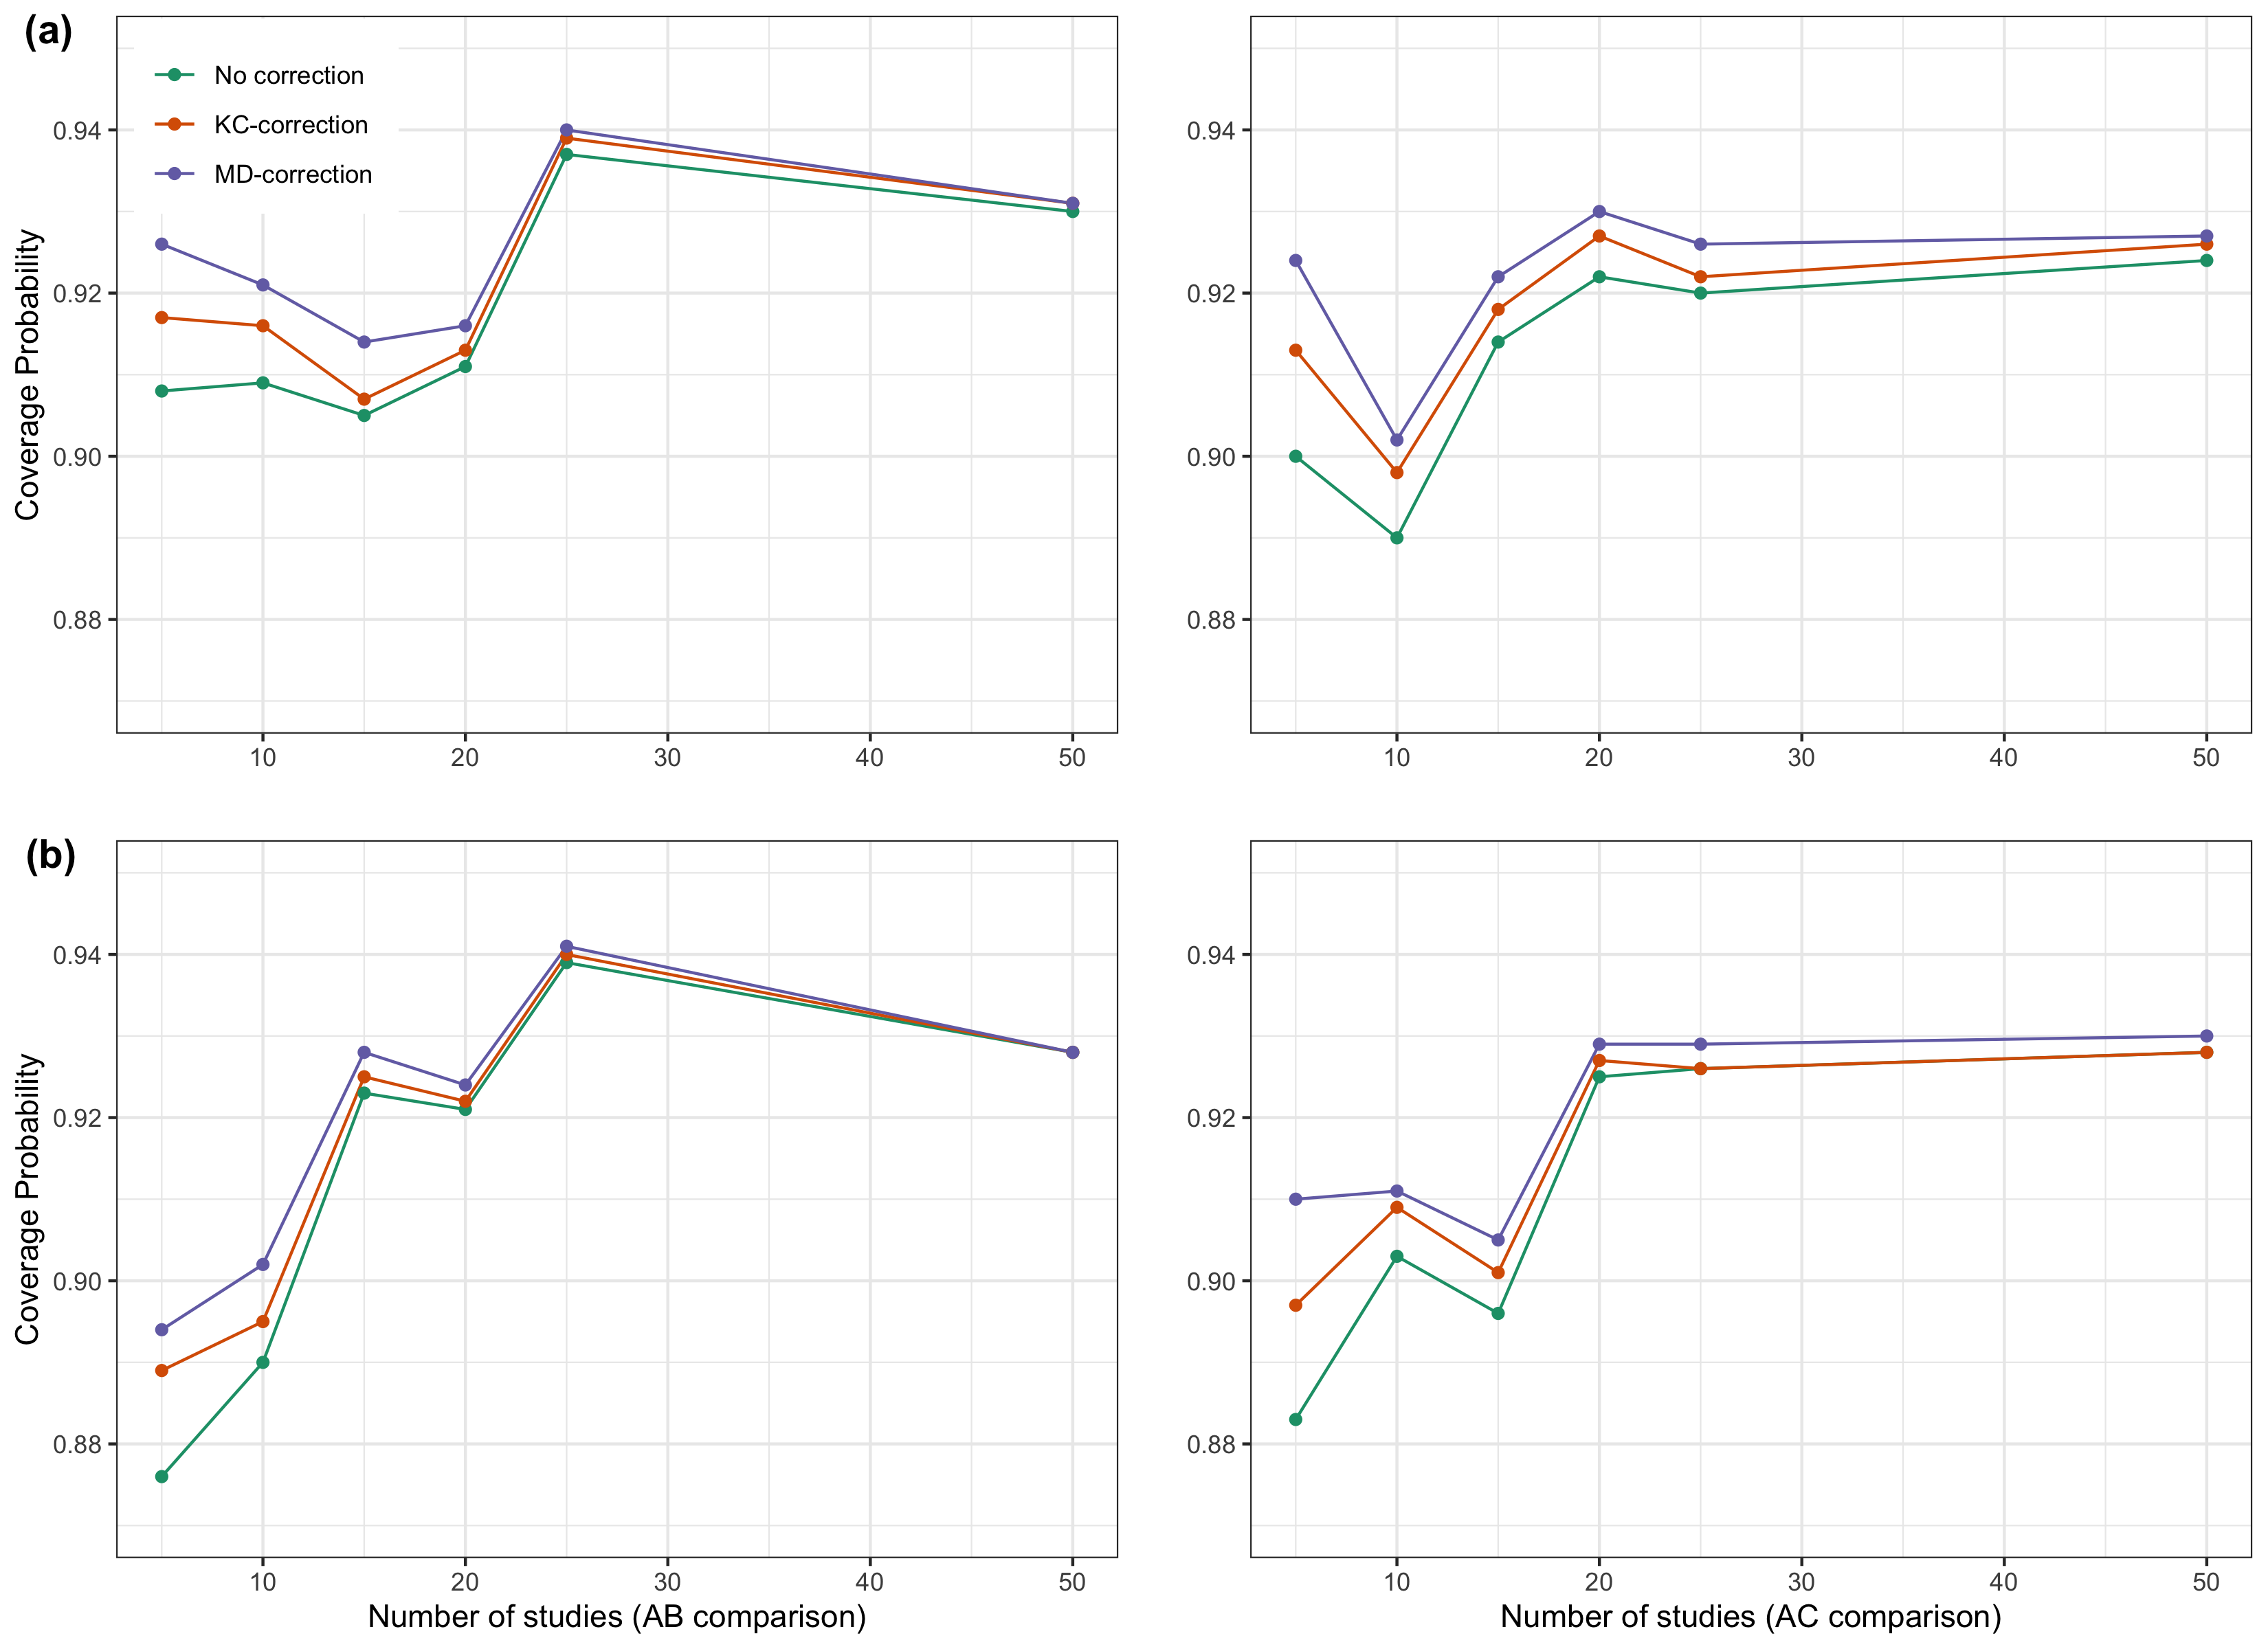 (a)
No correction
KC-correction
MD-correction
Coverage Probability
0.94
0.92
0.90
0.88
10 20 30 40 50
0.94
0.92
0.90
0.88
10 20 30 40 50
(b)
Coverage Probability
0.94
0.92
0.90
0.88
10 20 30 40 50
Number of studies (AB comparison)
0.94
0.92
0.90
0.88
10 20 30 40 50
Number of studies (AC comparison)